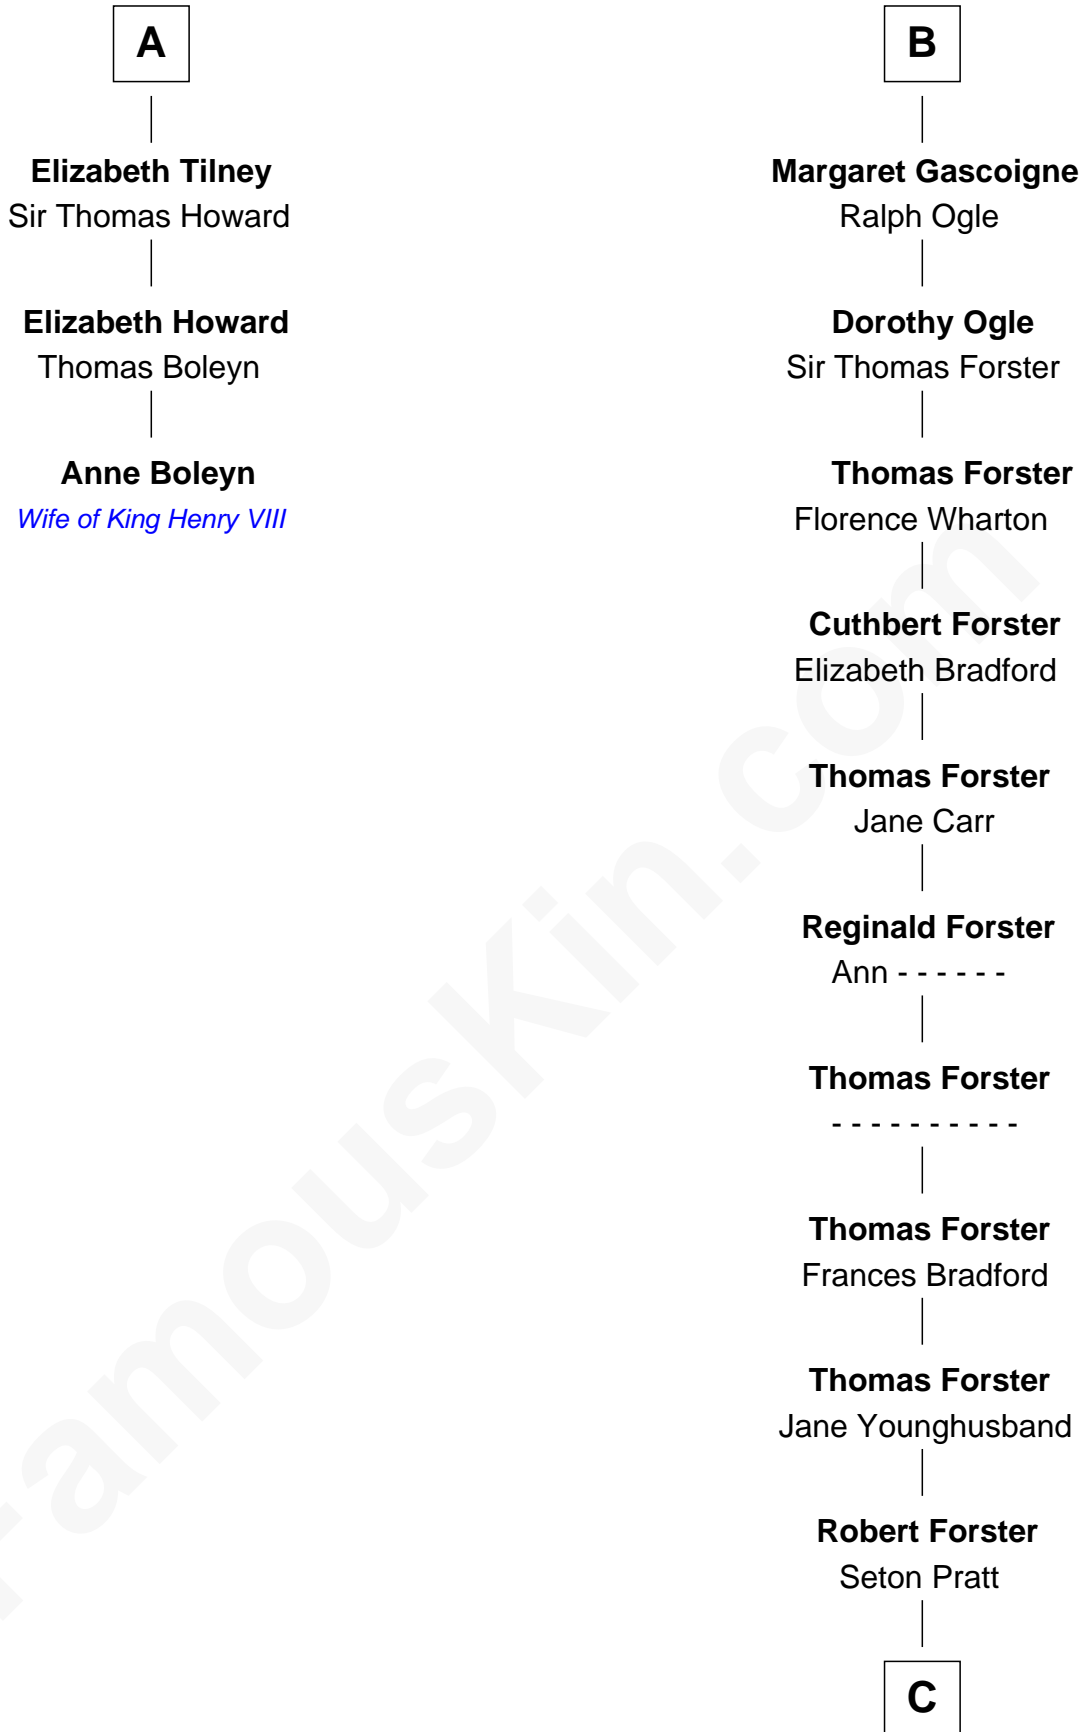 A
Elizabeth Tilney
Sir Thomas Howard
Elizabeth Howard
Thomas Boleyn
Anne Boleyn
Wife of King Henry VIII
B
Margaret Gascoigne
Ralph Ogle
Dorothy Ogle
Sir Thomas Forster
Thomas Forster
Florence Wharton
Cuthbert Forster
Elizabeth Bradford
Thomas Forster
Jane Carr
Reginald Forster
Ann - - - - - -
Thomas Forster
- - - - - - - - - -
Thomas Forster
Frances Bradford
Thomas Forster
Jane Younghusband
Robert Forster
Seton Pratt
C
FamousKin.com